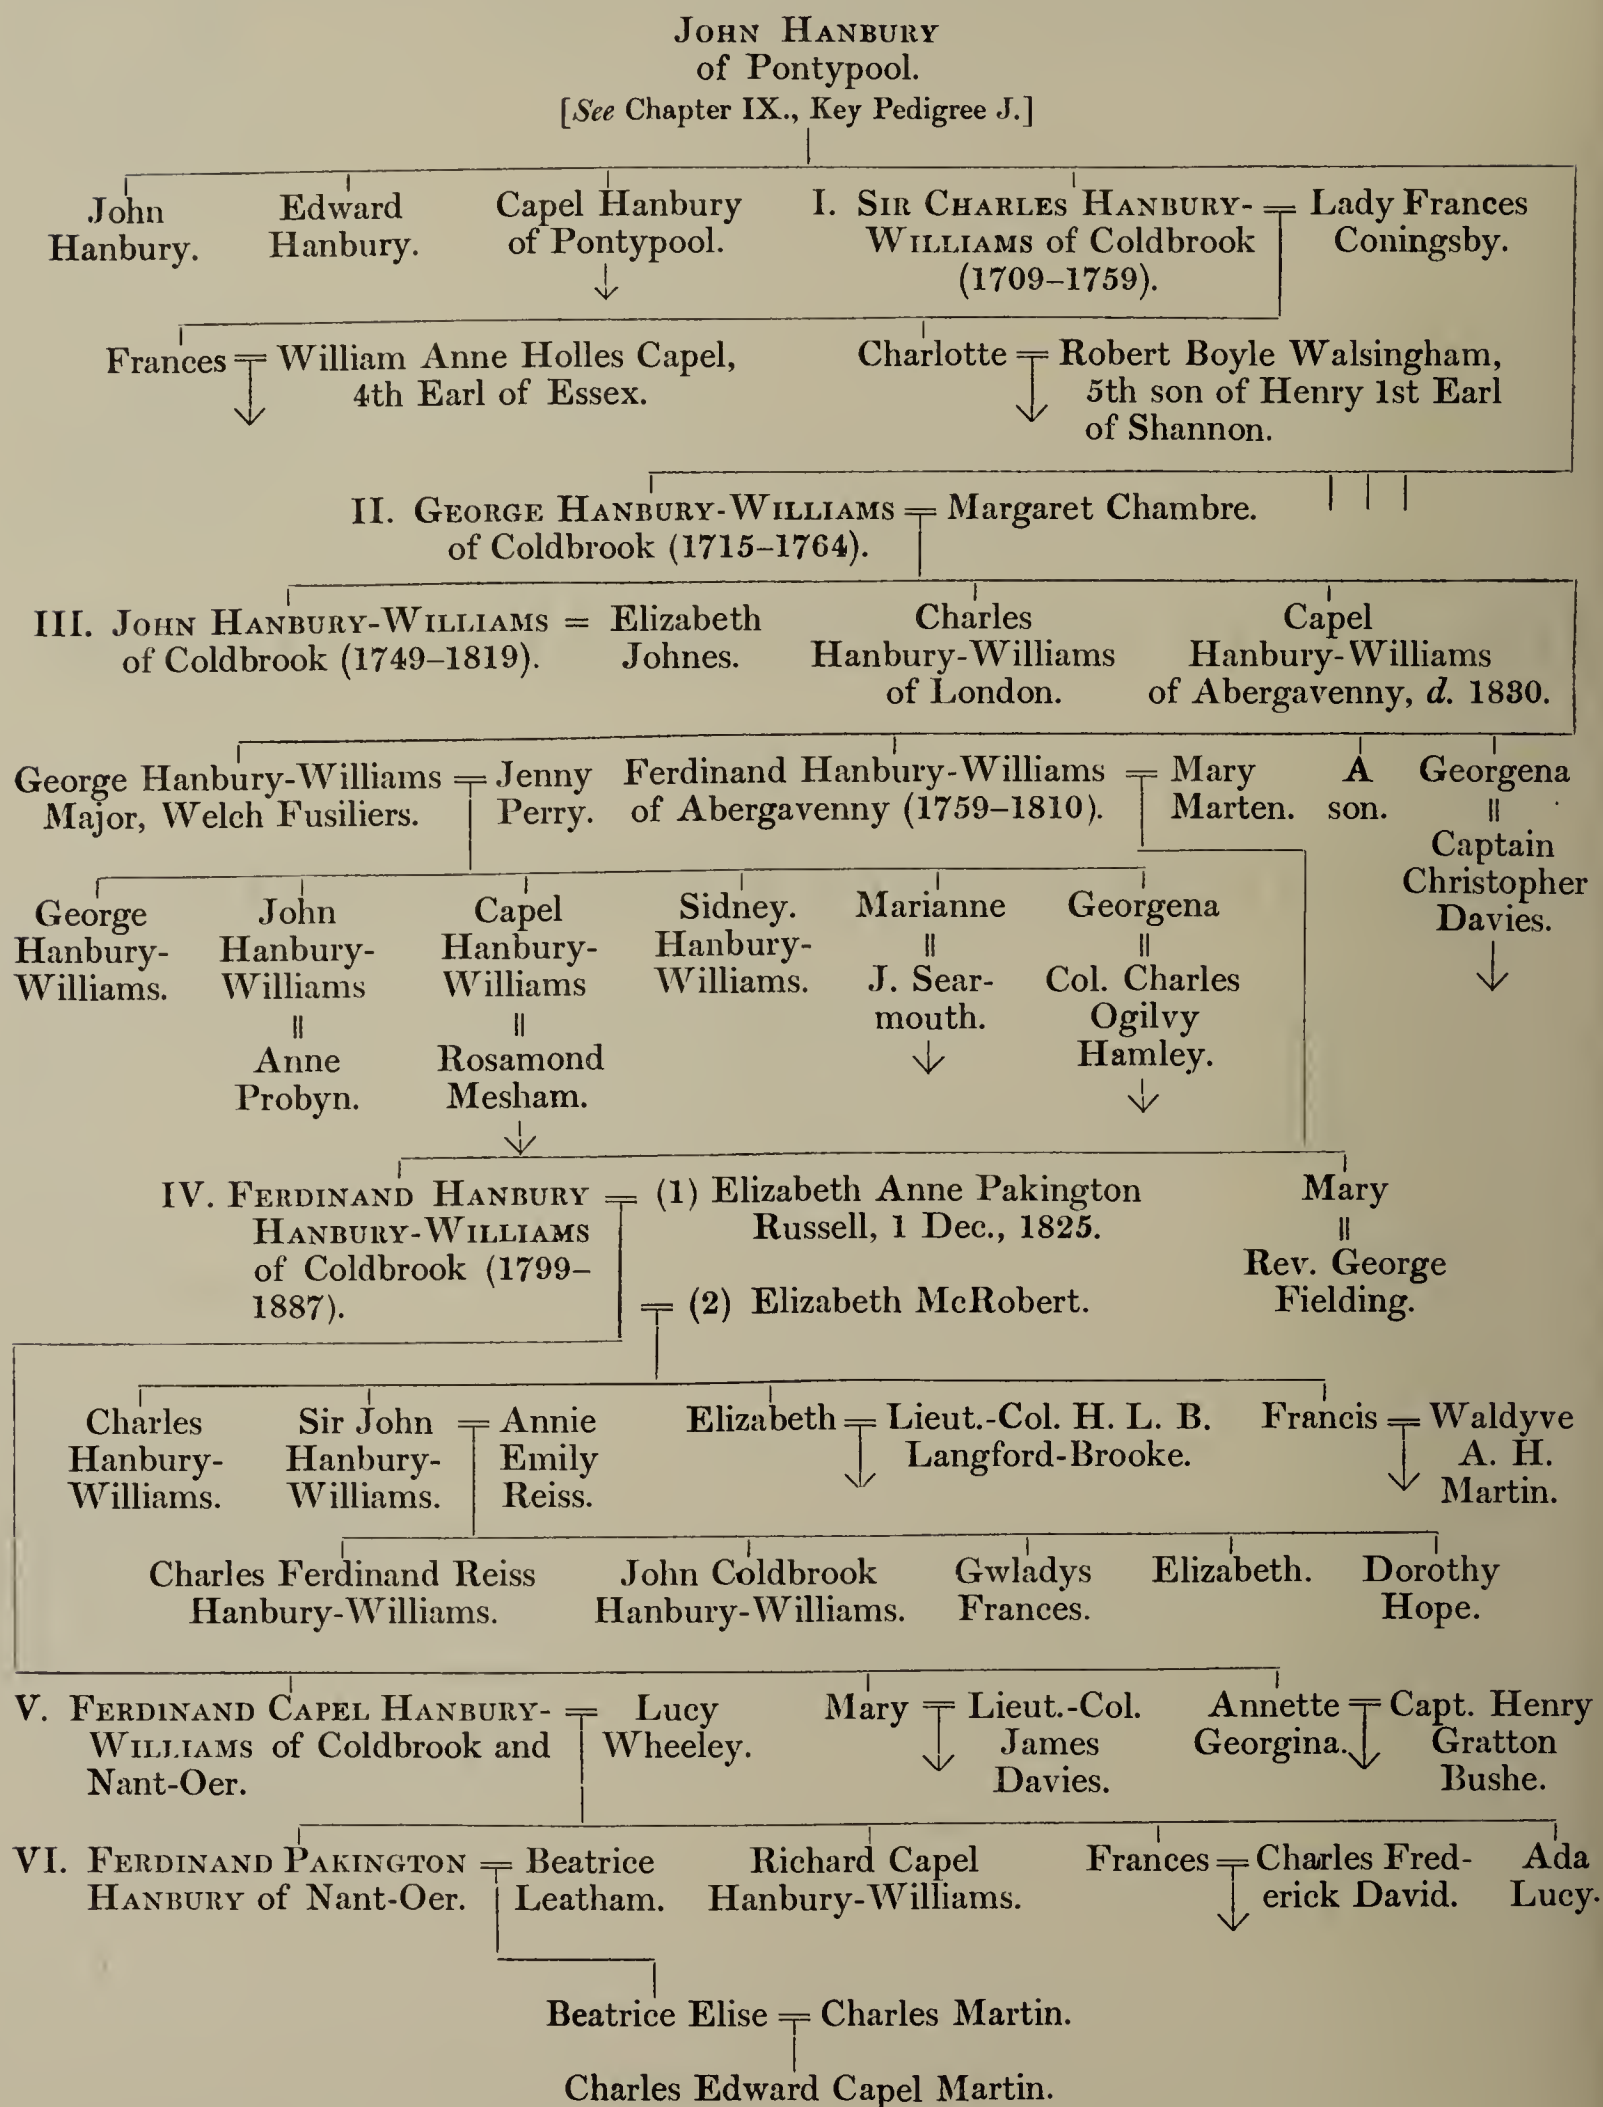 JOHN HANBURY
of Pontypool.
[See Chapter IX., Key Pedigree J.]
John
Hanbury.
Edward
Hanbury.
Capel Hanbury
of Pontypool.
I. SIR CHARLES HANBURY-
WILLIAMS of Coldbrook
(1709–1759).
Lady Frances
Coningsby.
Frances
William Anne Holles Capel,
4th Earl of Essex.
Charlotte
Robert Boyle Walsingham,
5th son of Henry 1st Earl
of Shannon.
II. GEORGE HANBURY-WILLIAMS
of Coldbrook (1715–1764).
Margaret Chambre.
III. JOHN HANBURY-WILLIAMS =
of Coldbrook (1749–1819).
Elizabeth
Johnes.
Charles
Hanbury-Williams
of London.
Capel
Hanbury-Williams
of Abergavenny, d. 1830.
George Hanbury-Williams
Major, Welch Fusiliers.
Jenny
Perry.
Ferdinand Hanbury-Williams
of Abergavenny (1759–1810).
Mary
Marten.
A
son.
Georgena
=
Captain
Christopher
Davies.
George
Hanbury-
Williams.
John
Hanbury-
Williams
=
Anne
Probyn.
Capel
Hanbury-
Williams
=
Rosamond
Mesham.
Sidney.
Hanbury-
Williams.
Marianne
=
J. Sear-
mouth.
Georgena
=
Col. Charles
Ogilvy
Hamley.
IV. FERDINAND HANBURY
HANBURY-WILLIAMS
of Coldbrook (1799–
1887).
(1) Elizabeth Anne Pakington
Russell, 1 Dec., 1825.
(2) Elizabeth McRobert.
Mary
=
Rev. George
Fielding.
Charles
Hanbury-
Williams.
Sir John
Hanbury-
Williams.
Annie
Emily
Reiss.
Elizabeth
Lieut.-Col. H. L. B.
Langford-Brooke.
Francis
Waldyve
A. H.
Martin.
Charles Ferdinand Reiss
Hanbury-Williams.
John Coldbrook
Hanbury-Williams.
Gwladys
Frances.
Elizabeth.
Dorothy
Hope.
V. FERDINAND CAPEL HANBURY-
WILLIAMS of Coldbrook and
Nant-Oer.
Lucy
Wheeley.
Mary
Lieut.-Col.
James
Davies.
Annette
Georgina.
Capt. Henry
Gratton
Bushe.
VI. FERDINAND PAKINGTON
HANBURY of Nant-Oer.
Beatrice
Leatham.
Richard Capel
Hanbury-Williams.
Frances
Charles Fred-
erick David.
Ada
Lucy.
Beatrice Elise
Charles Martin.
Charles Edward Capel Martin.